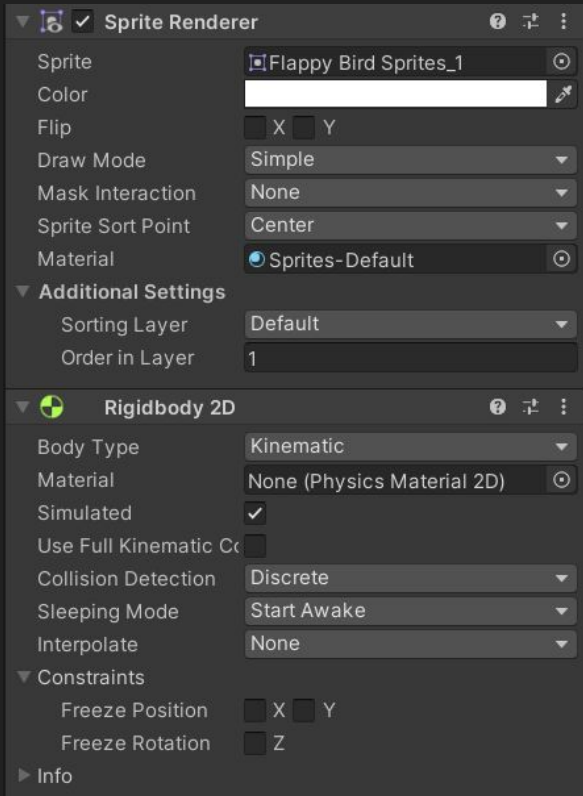 Sprite Renderer
Sprite Flappy Bird Sprites_1
Color
Flip X Y
Draw Mode Simple
Mask Interaction None
Sprite Sort Point Center
Material Sprites-Default
Additional Settings
Sorting Layer Default
Order in Layer 1
Rigidbody 2D
Body Type Kinematic
Material None (Physics Material 2D)
Simulated
Use Full Kinematic Co
Collision Detection Discrete
Sleeping Mode Start Awake
Interpolate None
Constraints
Freeze Position X Y
Freeze Rotation Z
Info